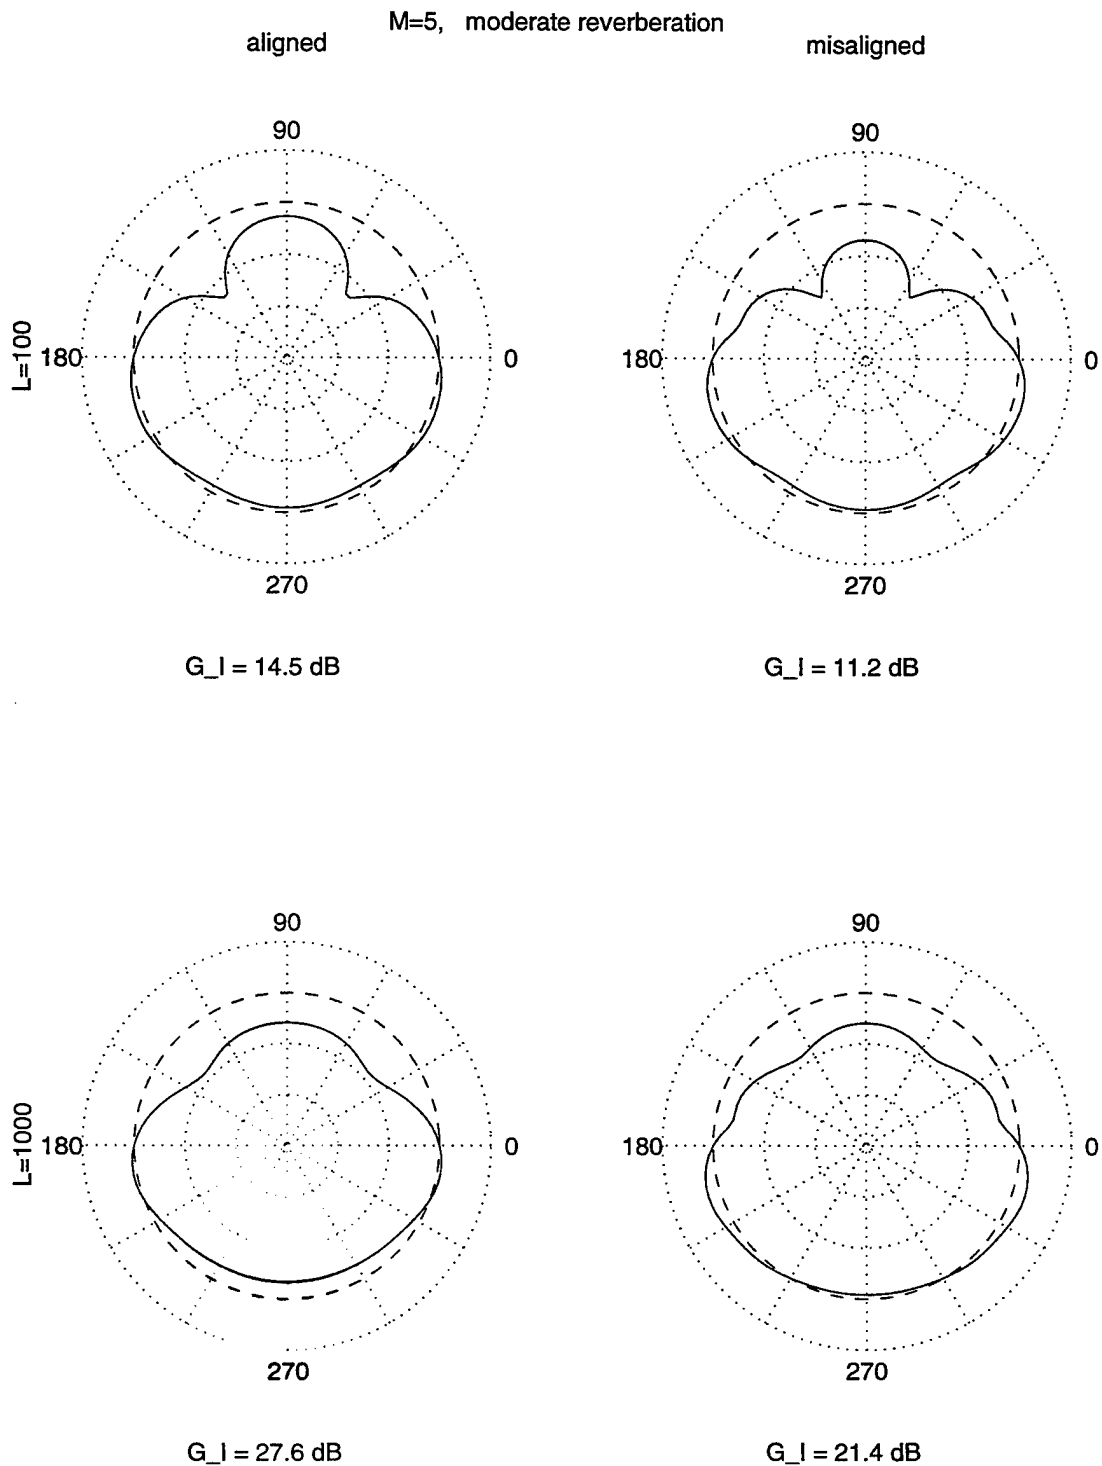 M=5, moderate reverberation
aligned
misaligned
90
90
L=100
180
0
180
0
270
270
G_I = 14.5 dB
G_I = 11.2 dB
90
90
L=1000
180
0
180
0
270
270
G_I = 27.6 dB
G_I = 21.4 dB